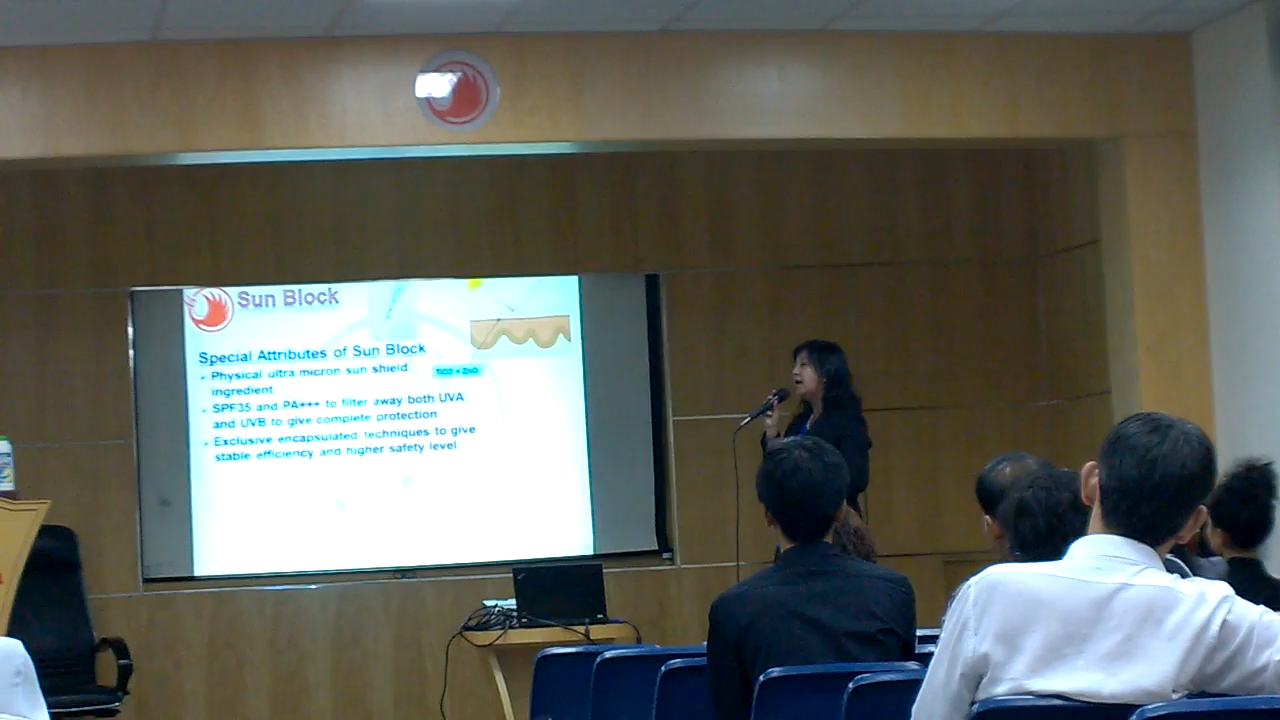 Sun Block
Special Attributes of Sun Block
Physical ultra micron sun shield
TiO2 + ZnO
ingredient
SPF35 and PA+++ to filter away both UVA
and UVB to give complete protection
Exclusive encapsulated techniques to give
stable efficiency and higher safety level